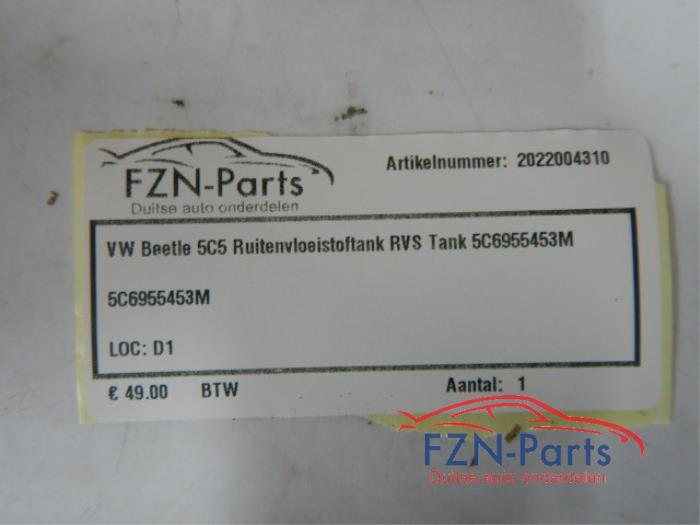 FZN-Parts
Duitse auto onderdelen
Artikelnummer: 2022004310
VW Beetle 5C5 Ruitenvloeistoftank RVS Tank 5C6955453M
5C6955453M
LOC: D1
€ 49.00 BTW Aantal: 1
FZN-Parts
Duitse auto onderdelen